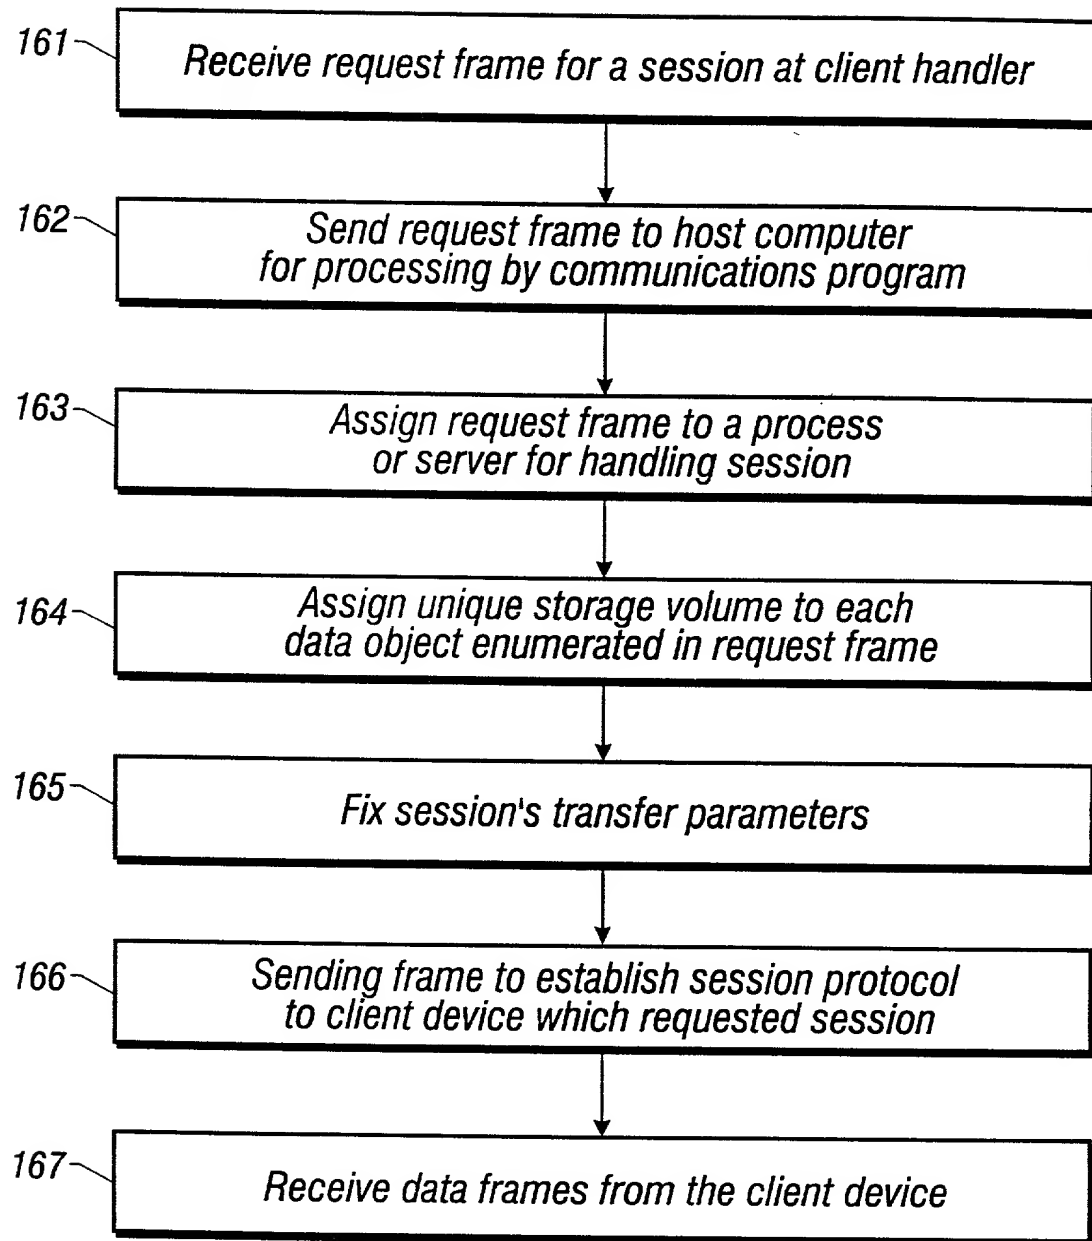 161
Receive request frame for a session at client handler
162
Send request frame to host computer
for processing by communications program
163
Assign request frame to a process
or server for handling session
164
Assign unique storage volume to each
data object enumerated in request frame
165
Fix session's transfer parameters
166
Sending frame to establish session protocol
to client device which requested session
167
Receive data frames from the client device